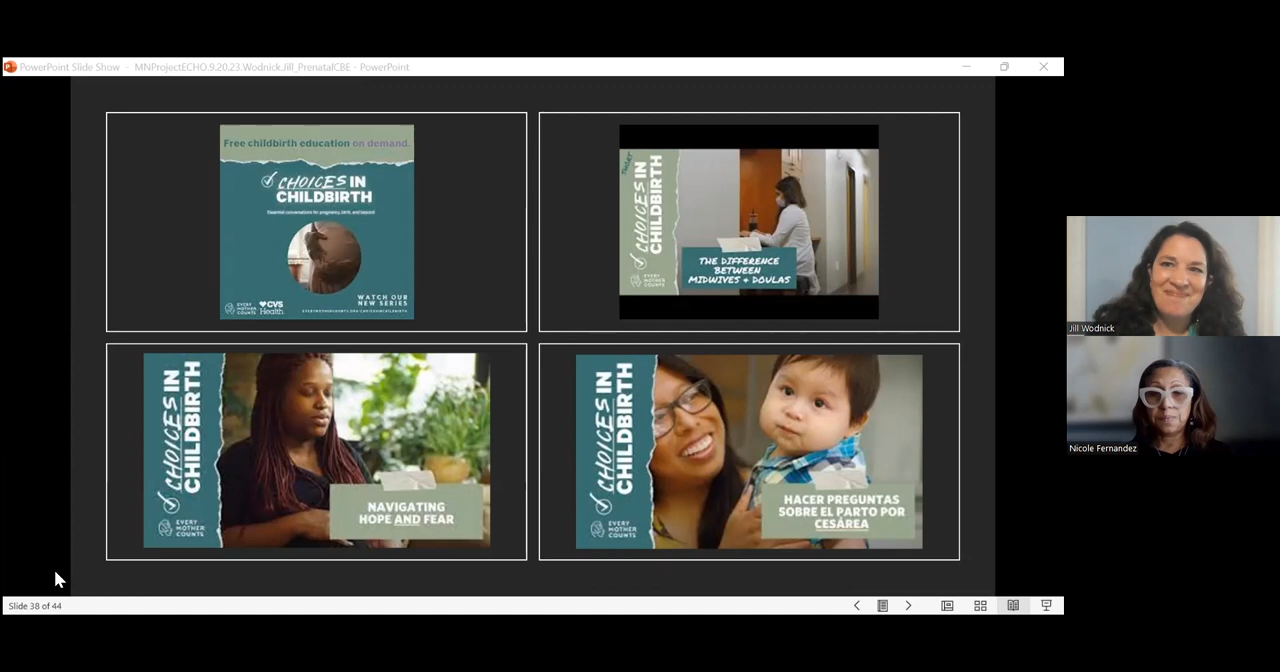 PowerPoint Slide Show - MNProjectECHO.9.20.23.Wodnick.Jill_PrenatalCBE - PowerPoint
Free childbirth education on demand.
CHOICES IN
CHILDBIRTH
Essential conversations for pregnancy, birth, and beyond
EVERY
MOTHER
COUNTS
CVS
Health.
WATCH OUR
NEW SERIES
EVERYMOTHERCOUNTS.ORG/CHOICESINCHILDBIRTH
CHOICES IN
CHILDBIRTH
EVERY
MOTHER
COUNTS
THE DIFFERENCE
BETWEEN
MIDWIVES + DOULAS
CHOICES IN
CHILDBIRTH
EVERY
MOTHER
COUNTS
NAVIGATING
HOPE AND FEAR
CHOICES IN
CHILDBIRTH
EVERY
MOTHER
COUNTS
HACER PREGUNTAS
SOBRE EL PARTO POR
CESÁREA
Jill Wodnick
Nicole Fernandez
Slide 38 of 44